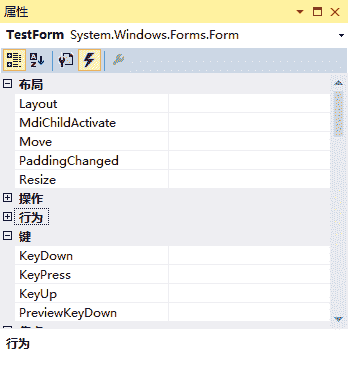 属性
TestForm System.Windows.Forms.Form
布局
Layout
MdiChildActivate
Move
PaddingChanged
Resize
操作
行为
键
KeyDown
KeyPress
KeyUp
PreviewKeyDown
行为